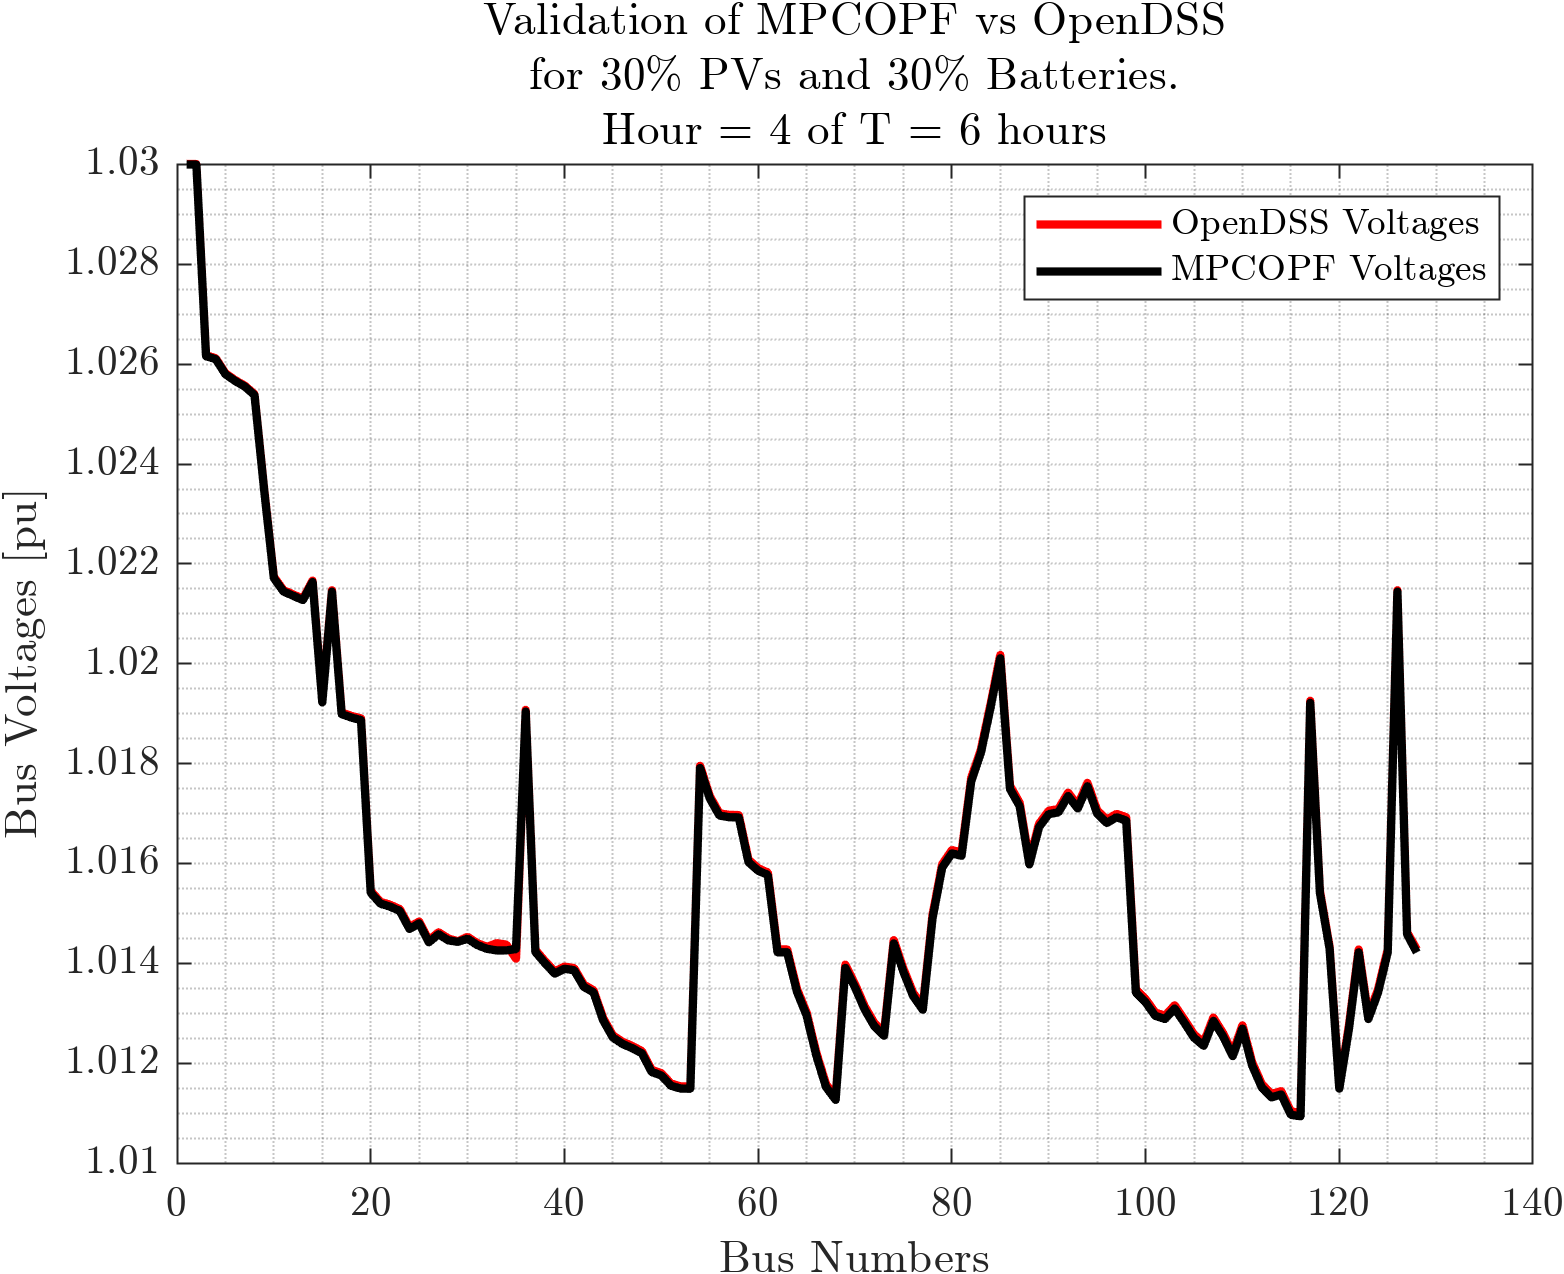 Validation of MPCOPF vs OpenDSS
for 30% PVs and 30% Batteries.
Hour = 4 of T = 6 hours
OpenDSS Voltages
MPCOPF Voltages
Bus Voltages [pu]
1.03
1.028
1.026
1.024
1.022
1.02
1.018
1.016
1.014
1.012
1.01
0 20 40 60 80 100 120 140
Bus Numbers